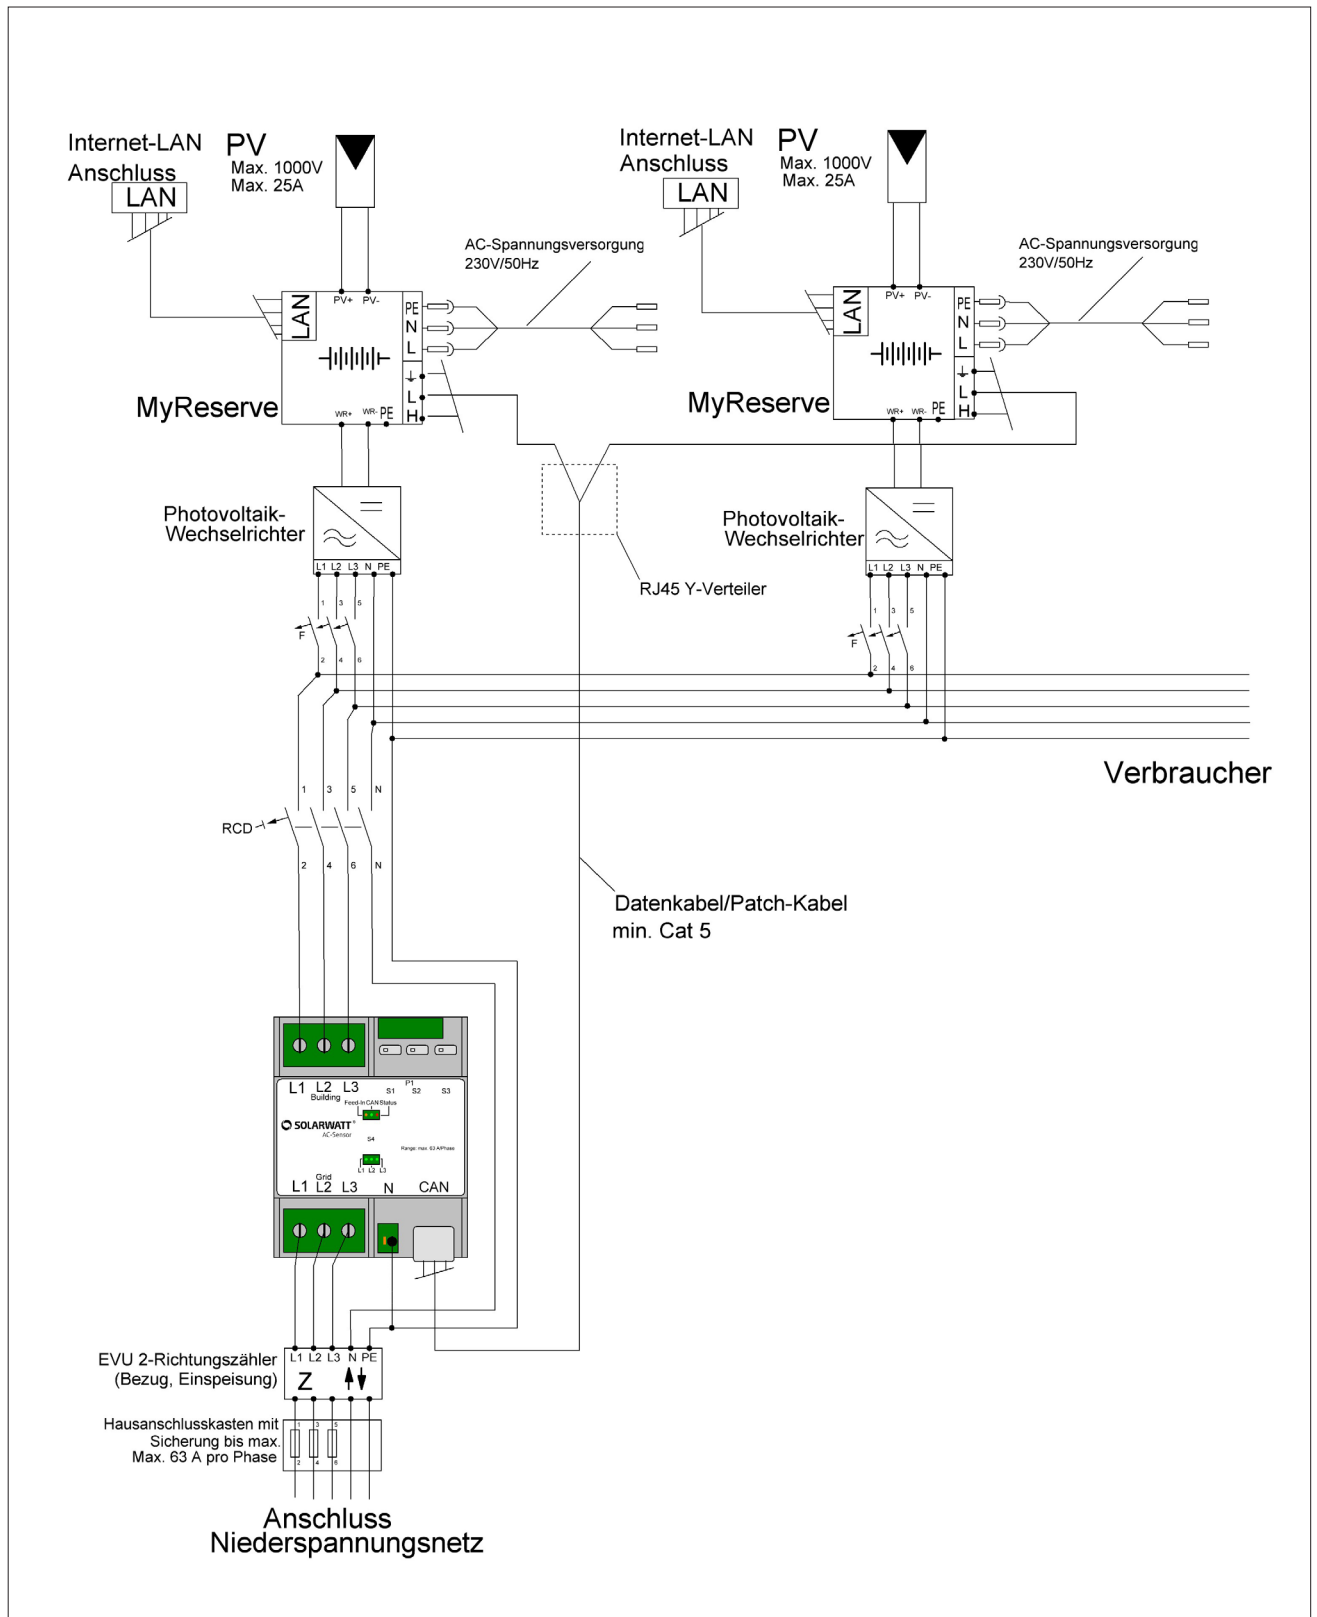 Internet-LAN
Anschluss
LAN
PV
Max. 1000V
Max. 25A
AC-Spannungsversorgung
230V/50Hz
LAN
PV+ PV-
PE
N
L
L
H
WR+ WR- PE
MyReserve
Internet-LAN
Anschluss
LAN
PV
Max. 1000V
Max. 25A
AC-Spannungsversorgung
230V/50Hz
LAN
PV+ PV-
PE
N
L
L
H
WR+ WR- PE
MyReserve
Photovoltaik-
Wechselrichter
L1 L2 L3 N PE
1 3 5
F
2 4 6
RJ45 Y-Verteiler
Photovoltaik-
Wechselrichter
L1 L2 L3 N PE
1 3 5
F
2 4 6
Verbraucher
1 3 5 N
RCD
2 4 6 N
Datenkabel/Patch-Kabel
min. Cat 5
L1 L2 L3
Building
P1
S1 S2 S3
Feed-In CAN Status
SOLARWATT®
AC-Sensor
S4
Range: max. 63 A/Phase
L1 L2 L3
Grid
L1 L2 L3 N CAN
EVU 2-Richtungszähler
(Bezug, Einspeisung)
L1 L2 L3 N PE
Z
Hausanschlusskasten mit
Sicherung bis max.
Max. 63 A pro Phase
1 3 5
2 4 6
Anschluss
Niederspannungsnetz